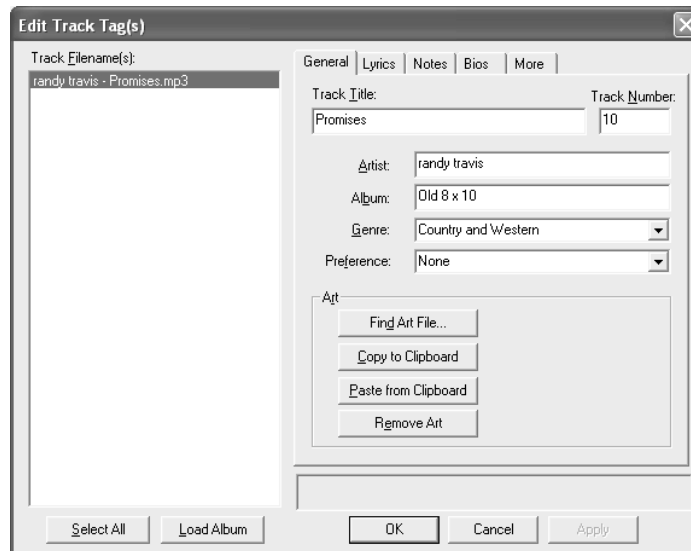 Edit Track Tag(s)
Track Filename(s):
randy travis - Promises.mp3
General Lyrics Notes Bios More
Track Title: Track Number:
Promises 10
Artist: randy travis
Album: Old 8 x 10
Genre: Country and Western
Preference: None
Art
Find Art File...
Copy to Clipboard
Paste from Clipboard
Remove Art
Select All Load Album OK Cancel Apply